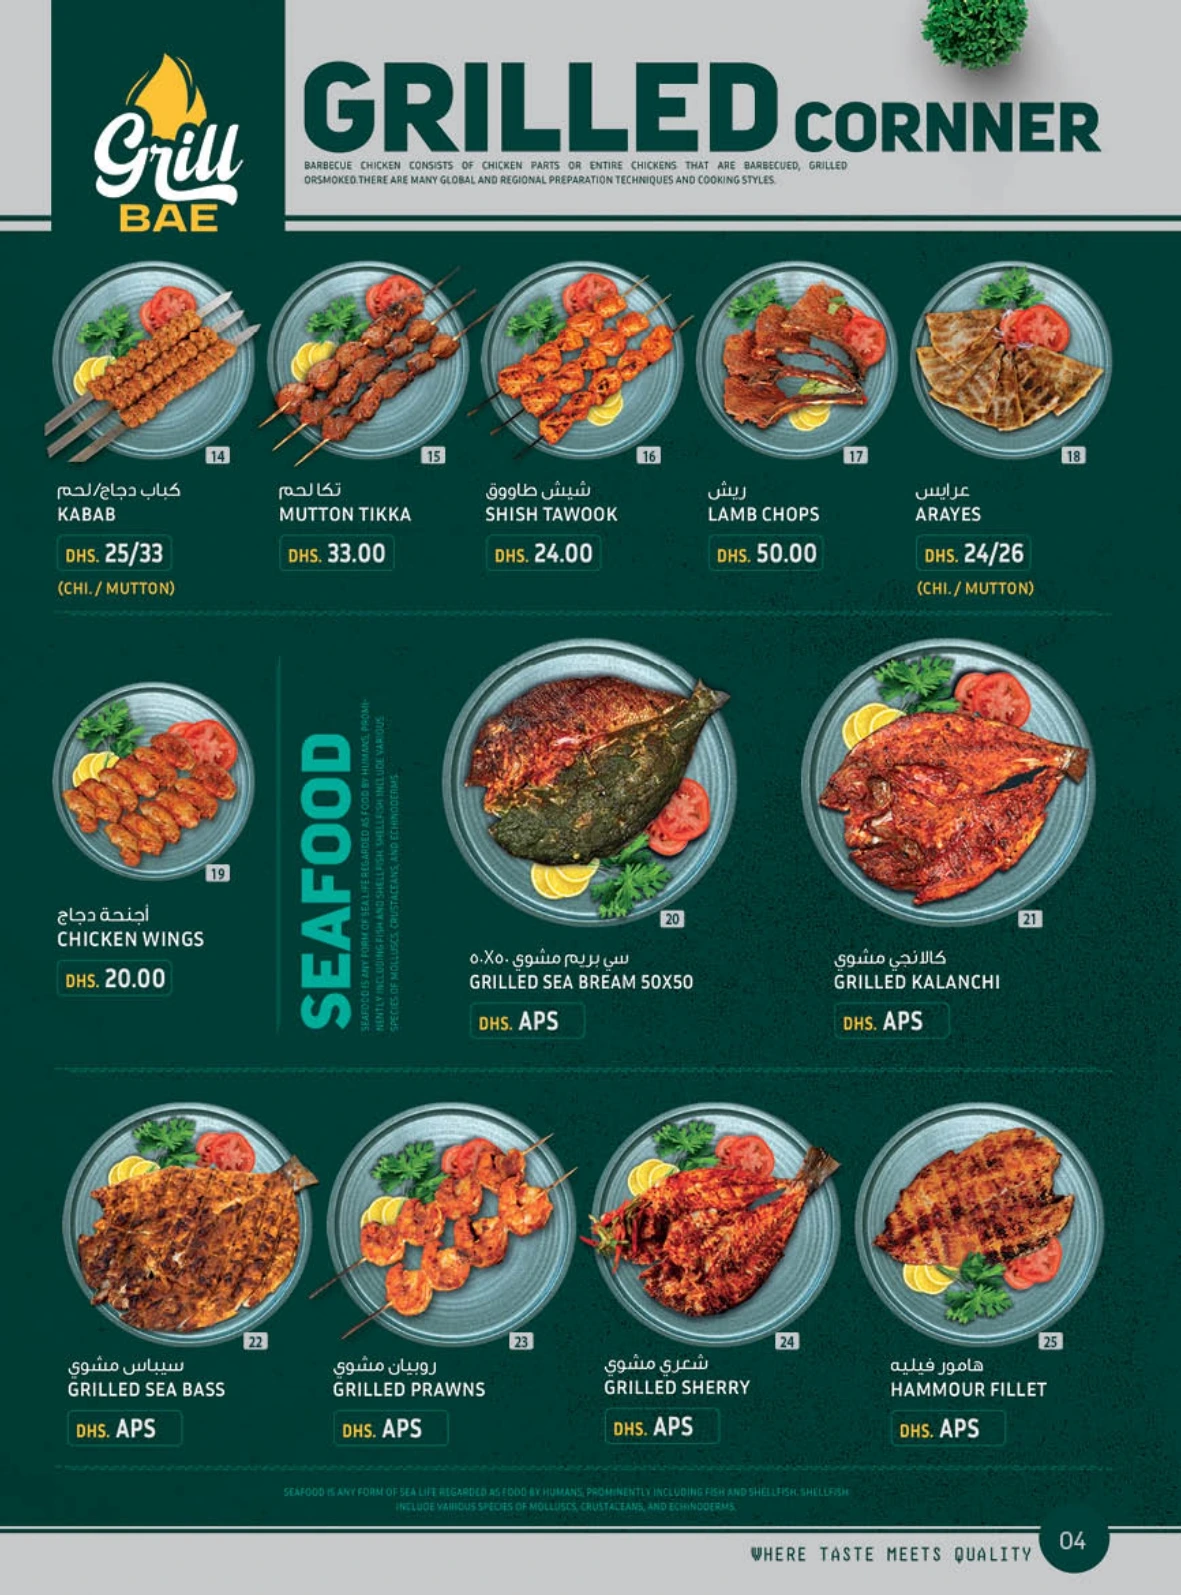 Grill
BAE
GRILLED CORNNER
BARBECUE CHICKEN CONSISTS OF CHICKEN PARTS OR ENTIRE CHICKENS THAT ARE BARBECUED, GRILLED
ORSMOKED.THERE ARE MANY GLOBAL AND REGIONAL PREPARATION TECHNIQUES AND COOKING STYLES.
14
كباب دجاج/لحم
KABAB
DHS. 25/33
(CHI. / MUTTON)
15
تكا لحم
MUTTON TIKKA
DHS. 33.00
16
شيش طاووق
SHISH TAWOOK
DHS. 24.00
17
ريش
LAMB CHOPS
DHS. 50.00
18
عرايس
ARAYES
DHS. 24/26
(CHI. / MUTTON)
19
أجنحة دجاج
CHICKEN WINGS
DHS. 20.00
SEAFOOD
SEAFOOD IS ANY FORM OF SEA LIFE REGARDED AS FOOD BY HUMANS, PROMI-
NENTLY INCLUDING FISH AND SHELLFISH. SHELLFISH INCLUDE VARIOUS
SPECIES OF MOLLUSCS, CRUSTACEANS, AND ECHINODERMS.
20
سي بريم مشوي ٥٠X٥٠
GRILLED SEA BREAM 50X50
DHS. APS
21
كالانجي مشوي
GRILLED KALANCHI
DHS. APS
22
سيباس مشوي
GRILLED SEA BASS
DHS. APS
23
روبيان مشوي
GRILLED PRAWNS
DHS. APS
24
شعري مشوي
GRILLED SHERRY
DHS. APS
25
هامور فيليه
HAMMOUR FILLET
DHS. APS
SEAFOOD IS ANY FORM OF SEA LIFE REGARDED AS FOOD BY HUMANS, PROMINENTLY INCLUDING FISH AND SHELLFISH. SHELLFISH
INCLUDE VARIOUS SPECIES OF MOLLUSCS, CRUSTACEANS, AND ECHINODERMS.
WHERE TASTE MEETS QUALITY
04